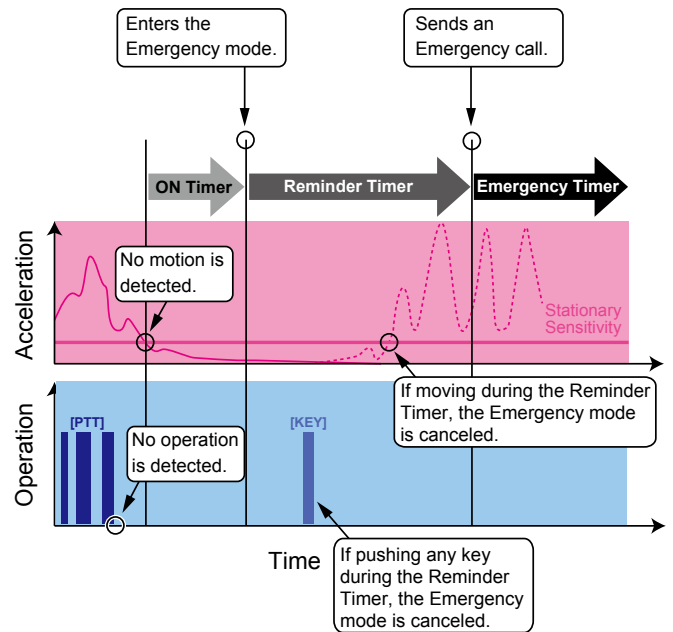 Enters the
Emergency mode.
Sends an
Emergency call.
ON Timer
Reminder Timer
Emergency Timer
Acceleration
No motion is
detected.
Stationary
Sensitivity
If moving during the Reminder
Timer, the Emergency mode
is canceled.
Operation
[PTT]
No operation
is detected.
[KEY]
Time
If pushing any key
during the Reminder
Timer, the Emergency
mode is canceled.